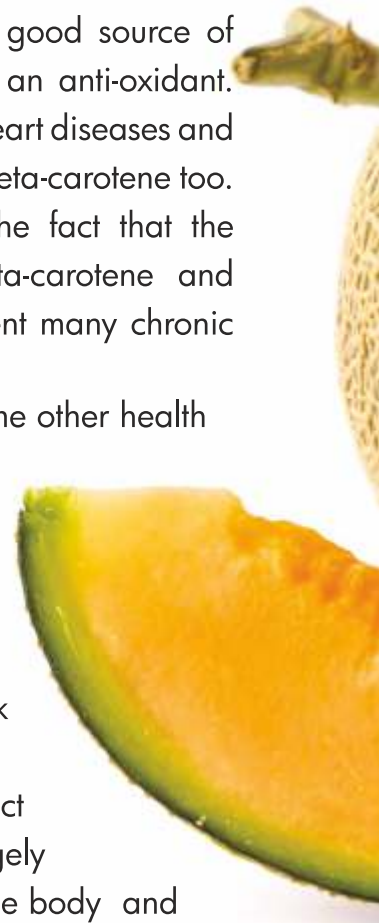 good source of
an anti-oxidant.
eart diseases and
eta-carotene too.
he fact that the
ta-carotene and
nt many chronic
ne other health
k
ct
gely
e body and